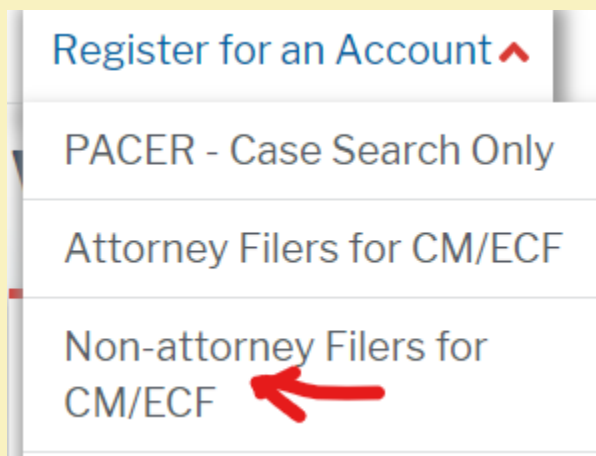 Register for an Account
PACER - Case Search Only
Attorney Filers for CM/ECF
Non-attorney Filers for
CM/ECF